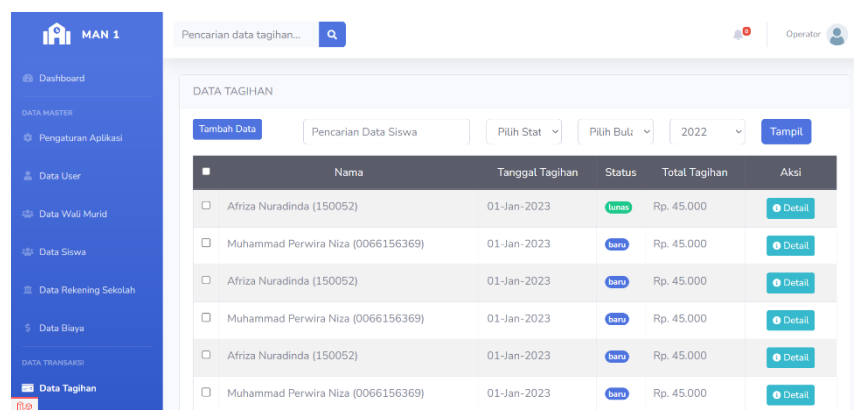 MAN 1
Pencarian data tagihan...
0
Operator
Dashboard
DATA MASTER
Pengaturan Aplikasi
Data User
Data Wali Murid
Data Siswa
Data Rekening Sekolah
$ Data Biaya
DATA TRANSAKSI
Data Tagihan
DATA TAGIHAN
Tambah Data Pencarian Data Siswa Pilih Stat Pilih Bula 2022 Tampil
Nama Tanggal Tagihan Status Total Tagihan Aksi
Afriza Nuradinda (150052) 01-Jan-2023 lunas Rp. 45.000 Detail
Muhammad Perwira Niza (0066156369) 01-Jan-2023 baru Rp. 45.000 Detail
Afriza Nuradinda (150052) 01-Jan-2023 baru Rp. 45.000 Detail
Muhammad Perwira Niza (0066156369) 01-Jan-2023 baru Rp. 45.000 Detail
Afriza Nuradinda (150052) 01-Jan-2023 baru Rp. 45.000 Detail
Muhammad Perwira Niza (0066156369) 01-Jan-2023 baru Rp. 45.000 Detail